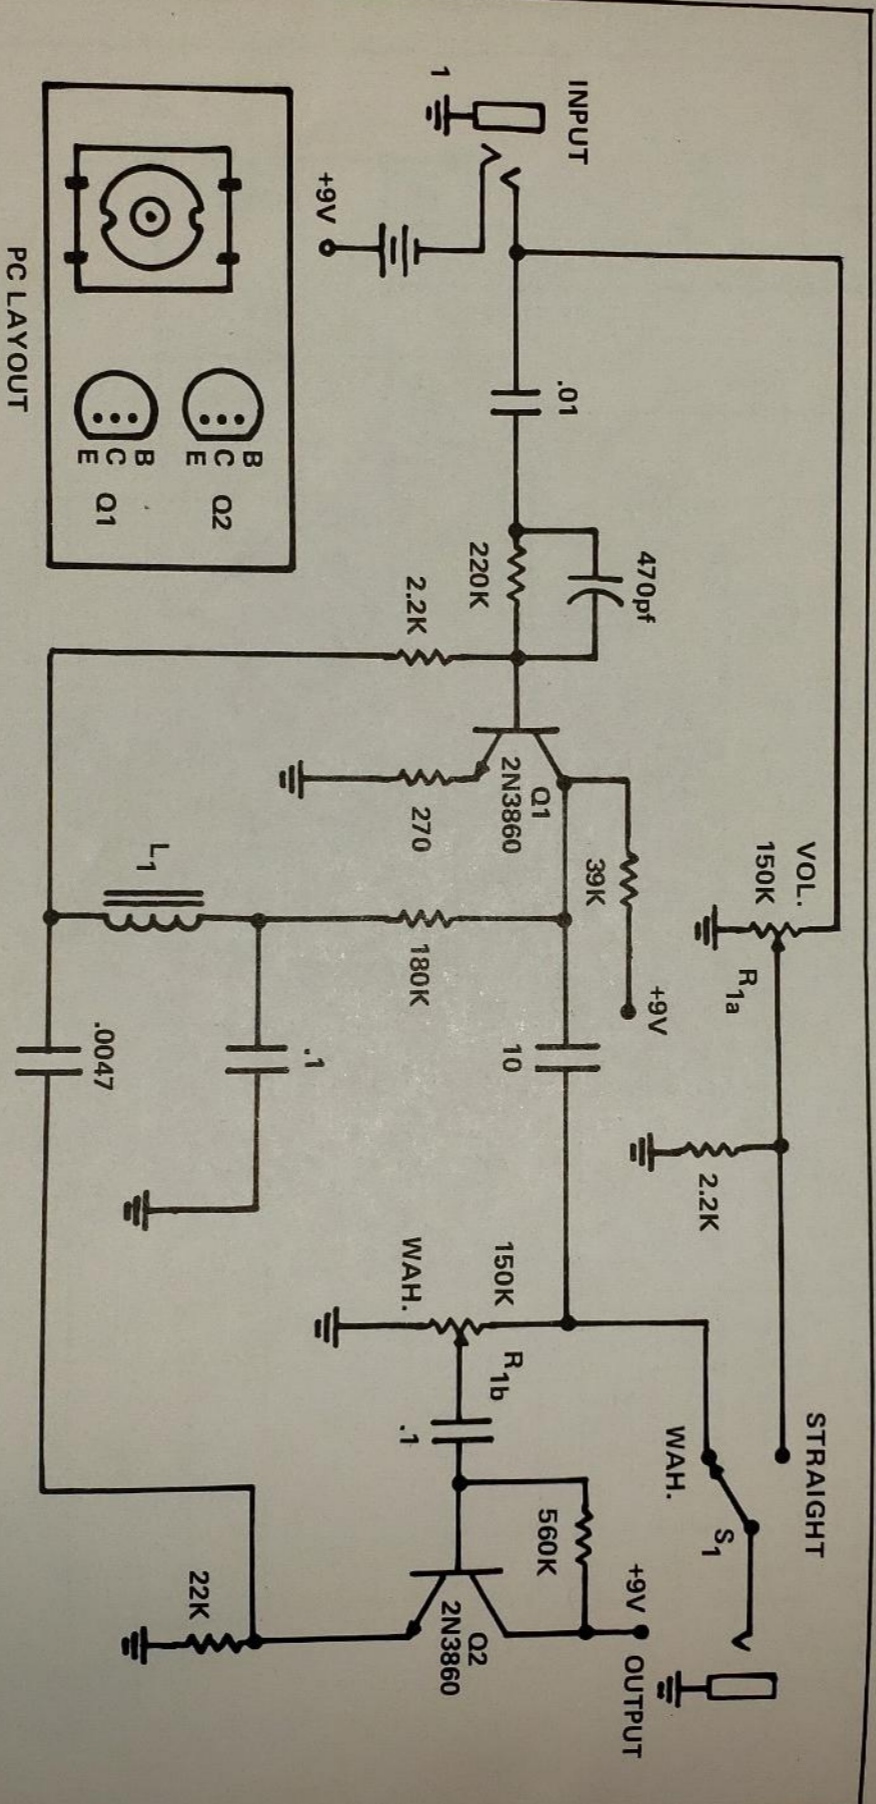 INPUT
1
+9V
.01
470pf
220K
2.2K
Q1
2N3860
270
39K
+9V
VOL.
150K
R1a
2.2K
L1
180K
.1
.0047
10
150K
WAH.
R1b
.1
STRAIGHT
WAH.
S1
560K
+9V
OUTPUT
Q2
2N3860
22K
B
C
E
Q2
B
C
E
Q1
PC LAYOUT